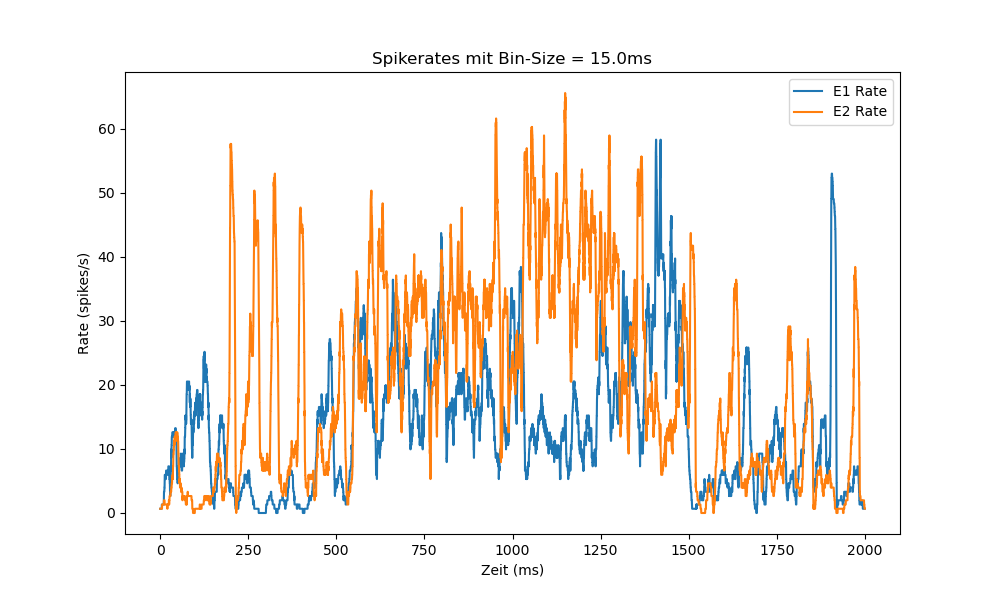 Spikerates mit Bin-Size = 15.0ms
E1 Rate
E2 Rate
Rate (spikes/s)
60
50
40
30
20
10
0
0 250 500 750 1000 1250 1500 1750 2000
Zeit (ms)